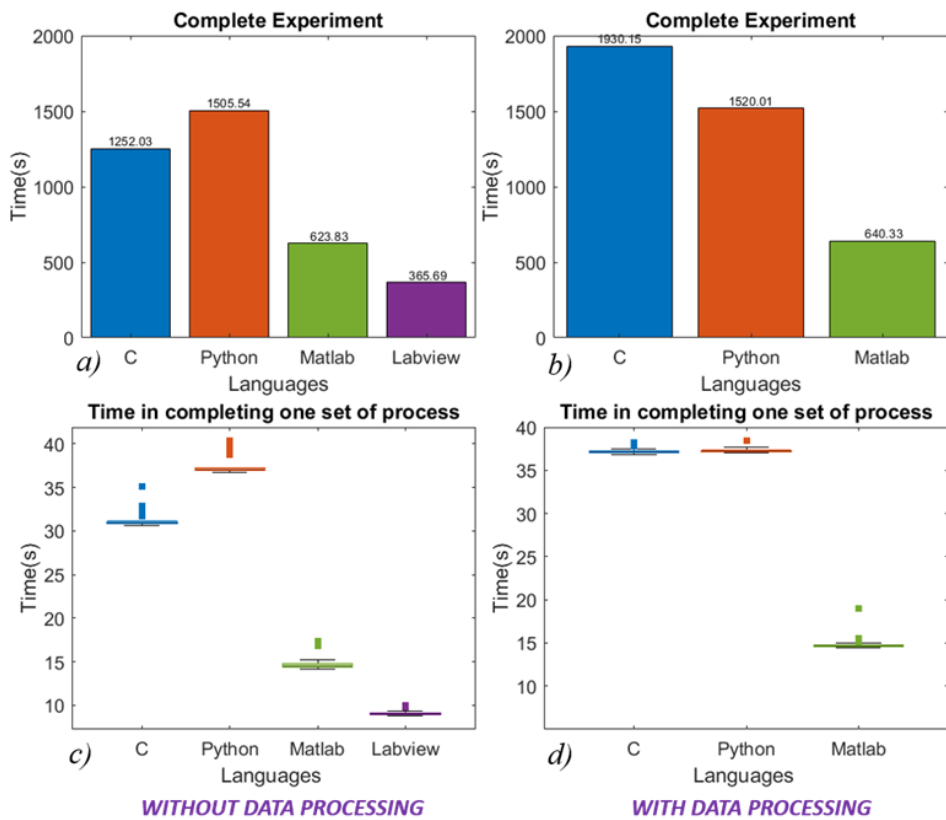 Complete Experiment
2000
1500
1000
500
0
Time(s)
1252.03
1505.54
623.83
365.69
C Python Matlab Labview
a)
Languages
Complete Experiment
2000
1500
1000
500
0
Time(s)
1930.15
1520.01
640.33
C Python Matlab
b)
Languages
Time in completing one set of process
40
35
30
25
20
15
10
Time(s)
C Python Matlab Labview
c)
Languages
WITHOUT DATA PROCESSING
Time in completing one set of process
40
35
30
25
20
15
10
Time(s)
C Python Matlab
d)
Languages
WITH DATA PROCESSING